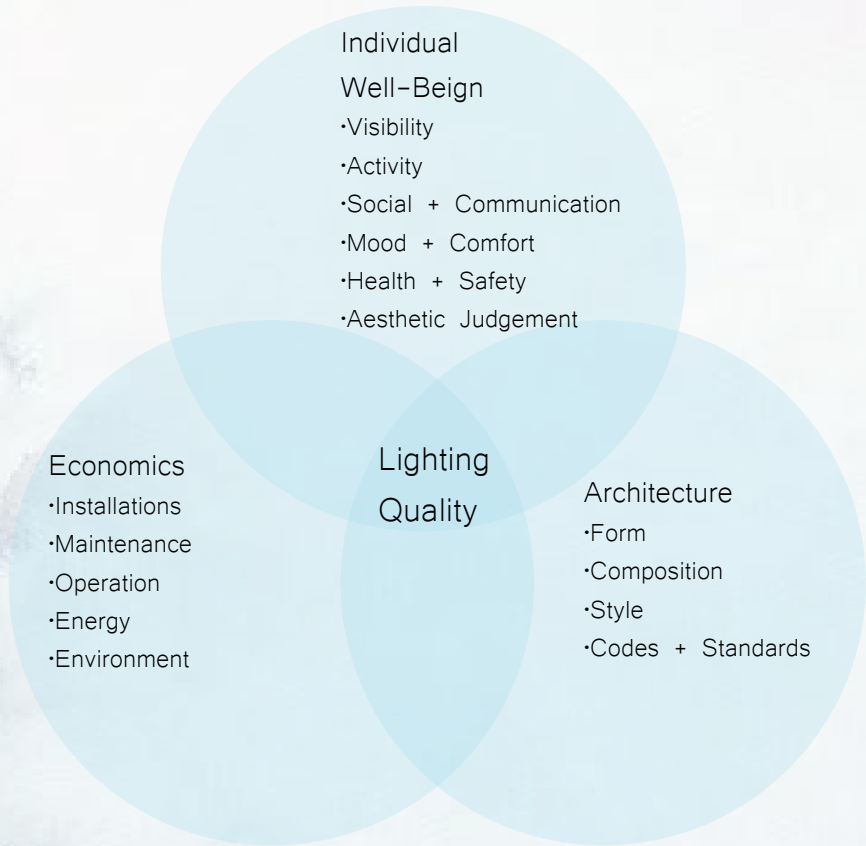 Individual
Well-Beign
·Visibility
·Activity
·Social + Communication
·Mood + Comfort
·Health + Safety
·Aesthetic Judgement
Economics
·Installations
·Maintenance
·Operation
·Energy
·Environment
Lighting
Quality
Architecture
·Form
·Composition
·Style
·Codes + Standards